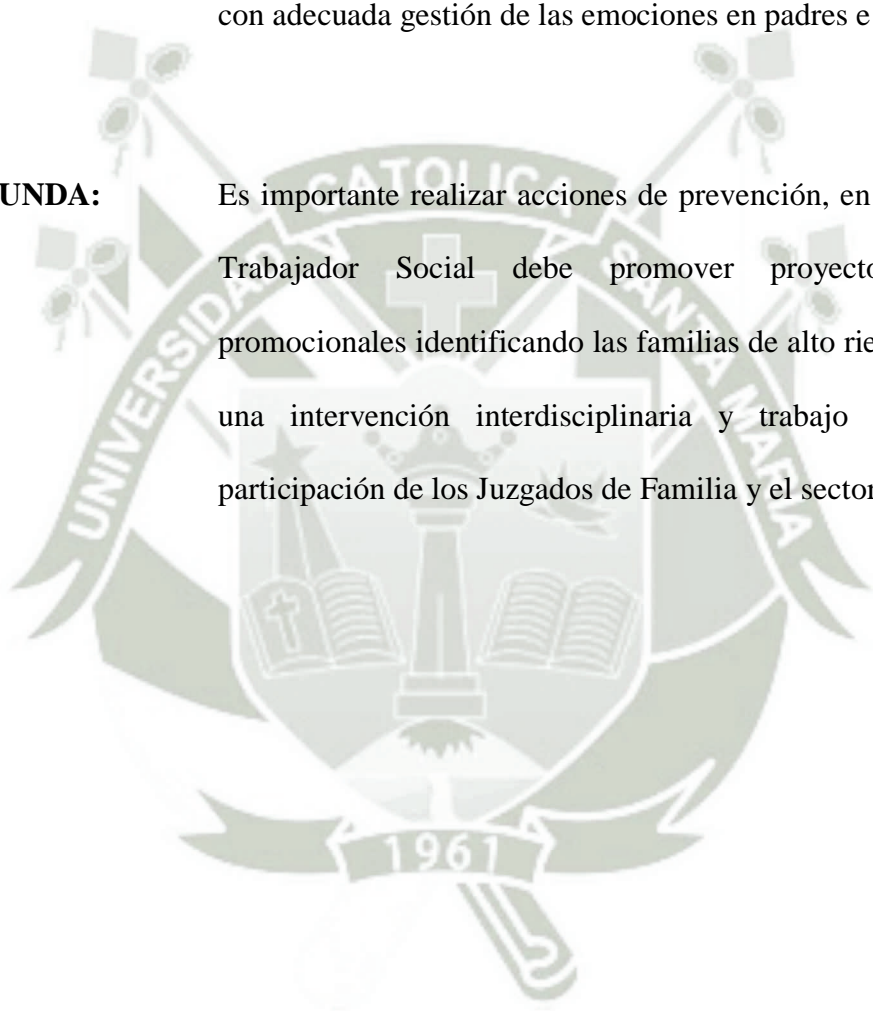 con adecuada gestión de las emociones en padres e
UNDA: Es importante realizar acciones de prevención, en
Trabajador Social debe promover proyecto
promocionales identificando las familias de alto rie
una intervención interdisciplinaria y trabajo
participación de los Juzgados de Familia y el sector
UNIVERSIDAD CATOLICA SANTA MARIA
1961